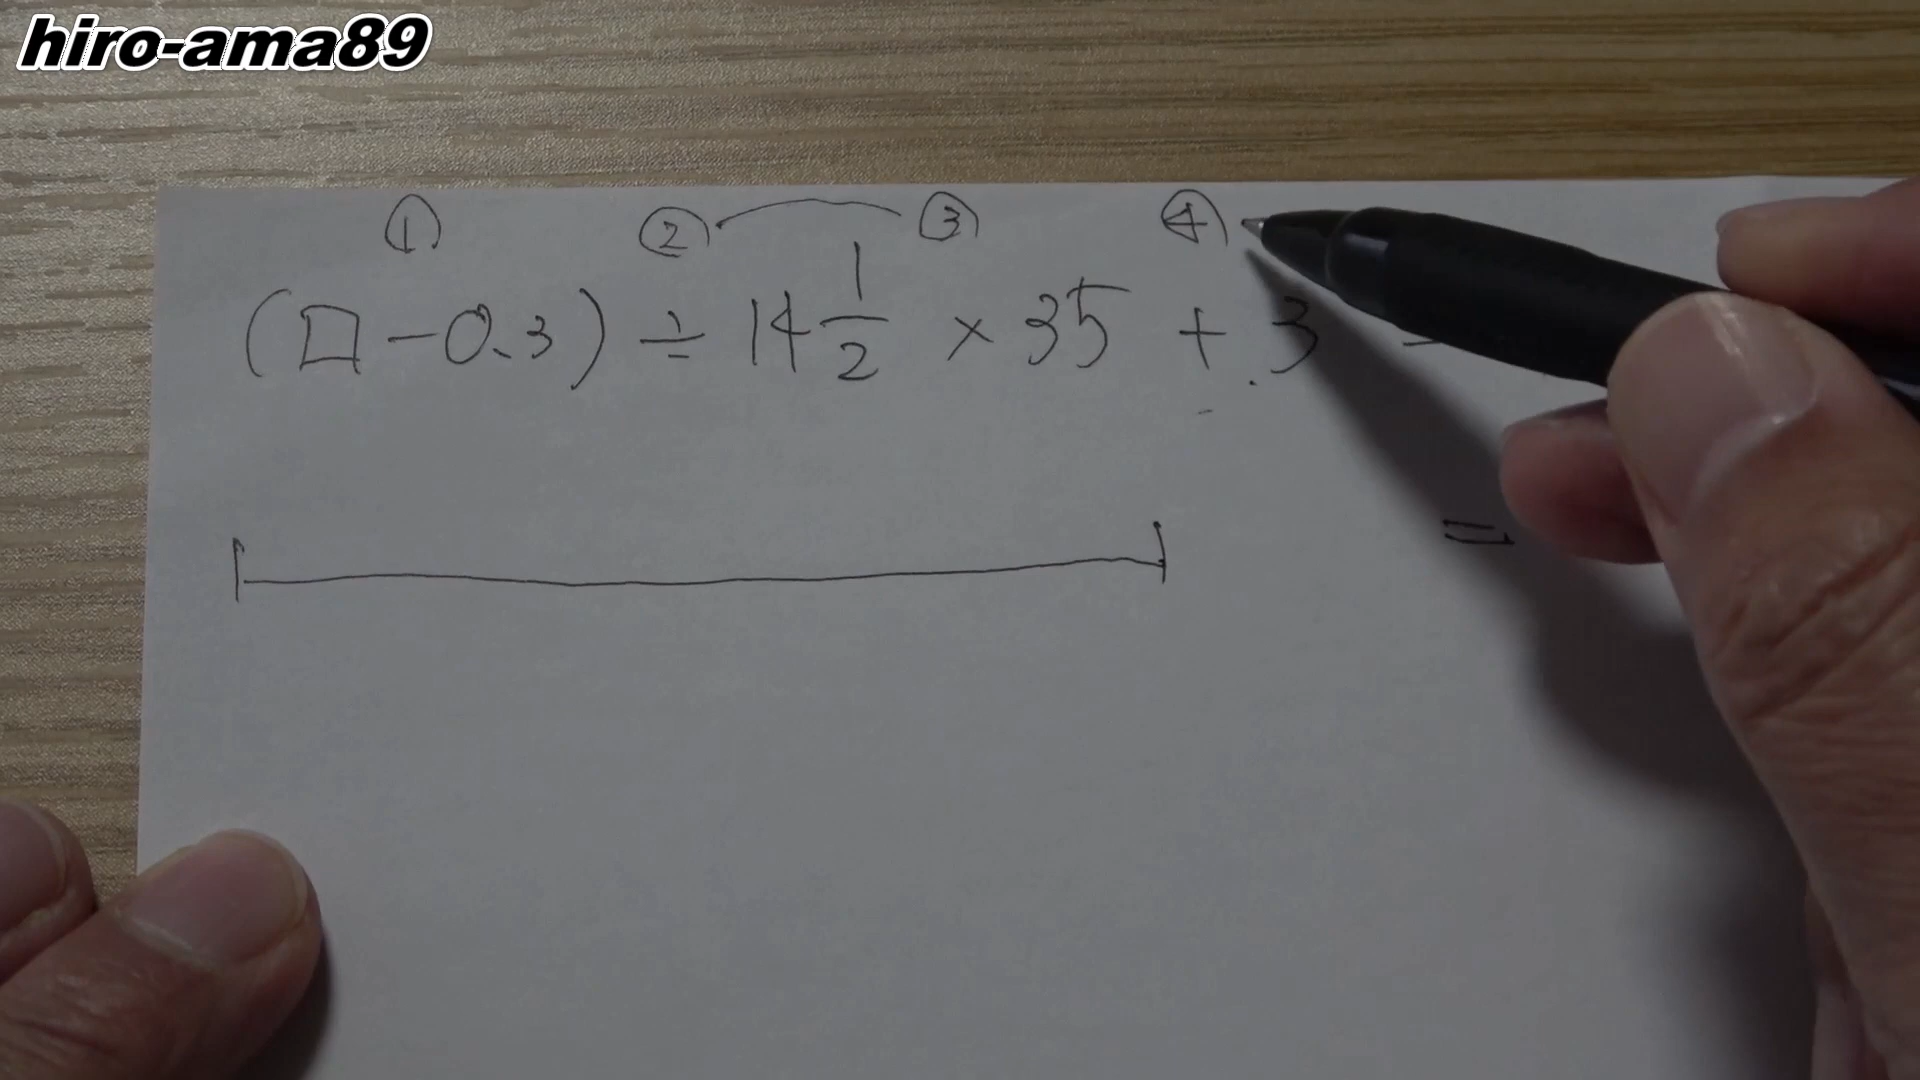 hiro-ama89
① ② ③ ④
(□-0.3)÷14 1/2 ×35 + 3
=